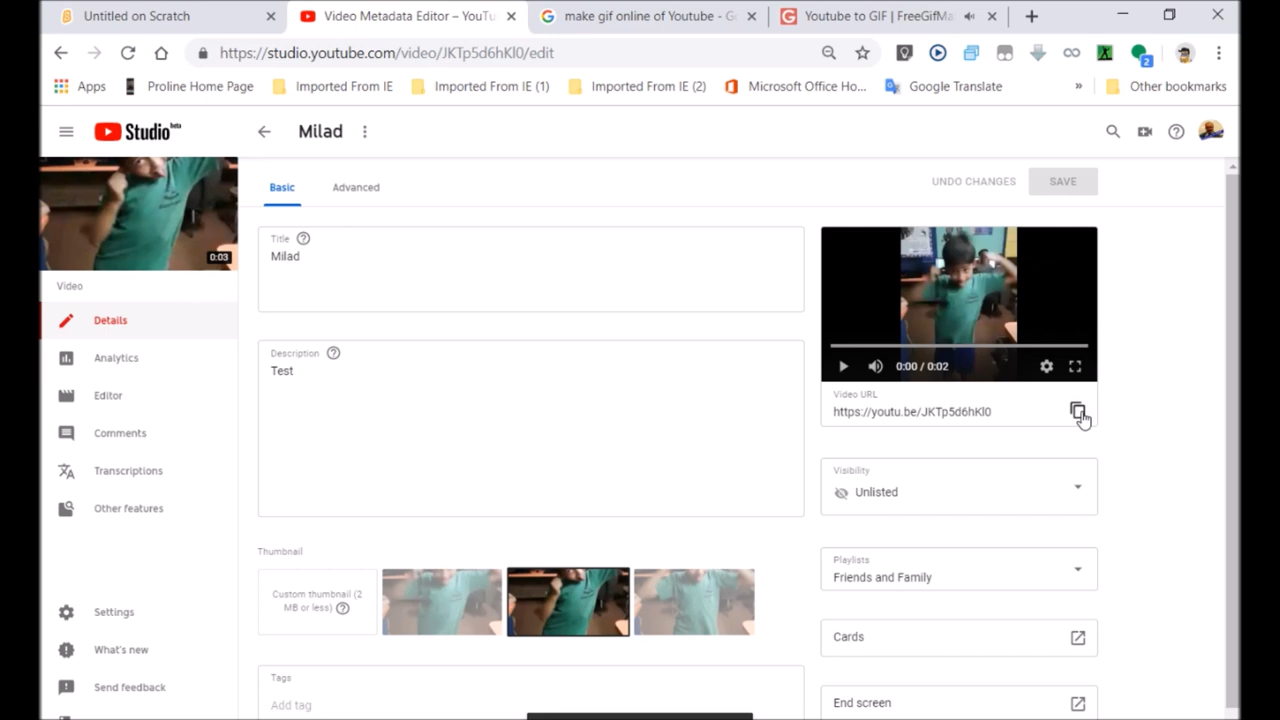 Untitled on Scratch
Video Metadata Editor – YouTu
make gif online of Youtube - Go
Youtube to GIF | FreeGifMa
https://studio.youtube.com/video/JKTp5d6hKl0/edit
2
Apps
Proline Home Page
Imported From IE
Imported From IE (1)
Imported From IE (2)
Microsoft Office Ho...
Google Translate
»
Other bookmarks
Studio beta
Milad
Basic
Advanced
UNDO CHANGES
SAVE
0:03
Video
Details
Analytics
Editor
Comments
Transcriptions
Other features
Settings
What's new
Send feedback
Title
Milad
Description
Test
Thumbnail
Custom thumbnail (2
MB or less)
Tags
Add tag
0:00 / 0:02
Video URL
https://youtu.be/JKTp5d6hKl0
Visibility
Unlisted
Playlists
Friends and Family
Cards
End screen